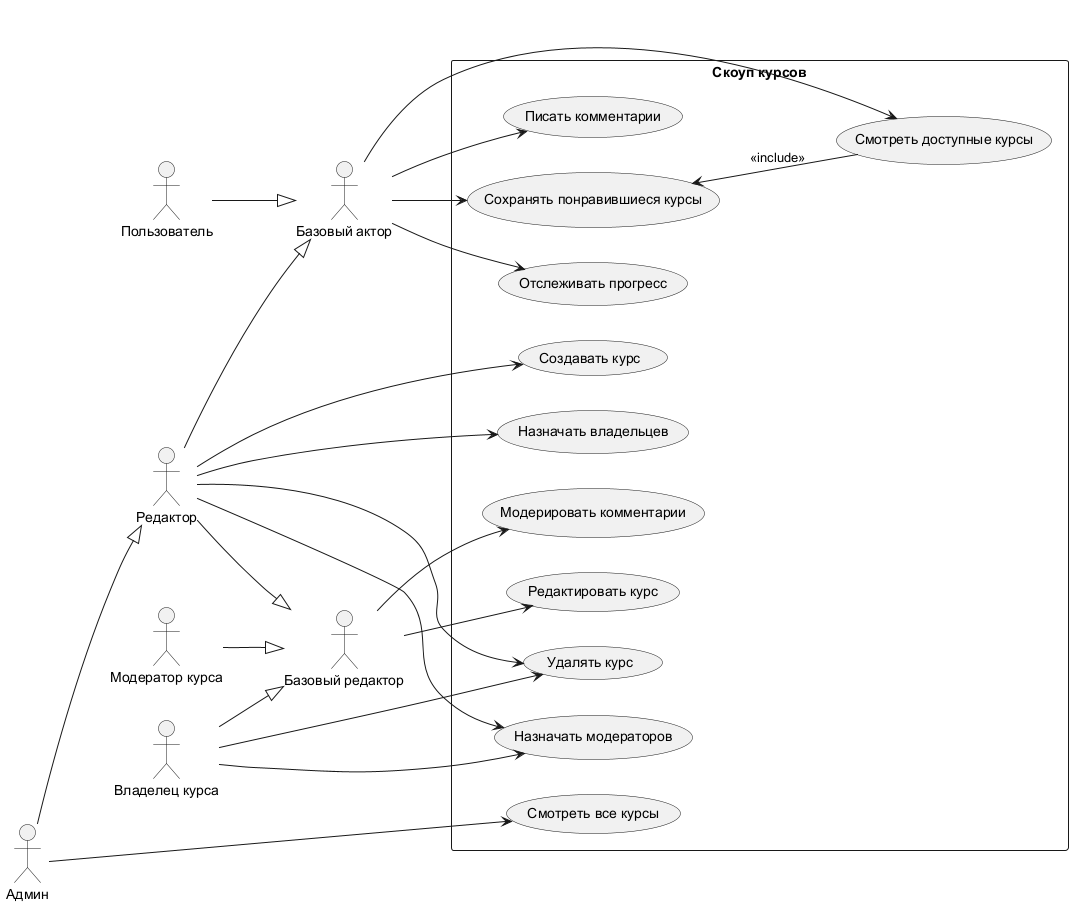 Скоуп курсов
Писать комментарии
Смотреть доступные курсы
«include»
Сохранять понравившиеся курсы
Пользователь
Базовый актор
Отслеживать прогресс
Создавать курс
Назначать владельцев
Редактор
Модерировать комментарии
Редактировать курс
Модератор курса
Базовый редактор
Удалять курс
Назначать модераторов
Владелец курса
Смотреть все курсы
Админ